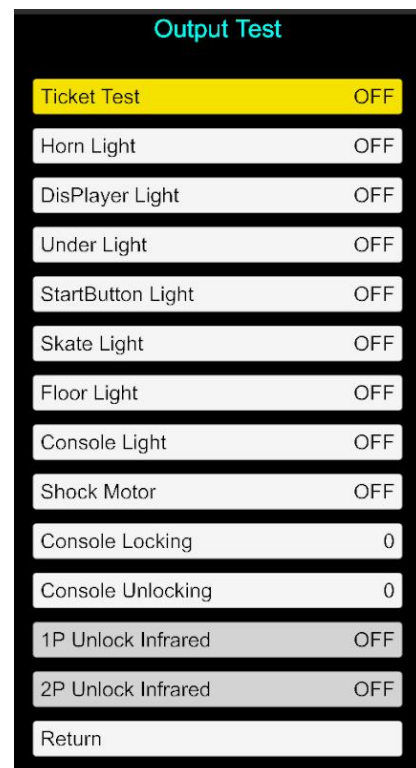 Output Test
Ticket Test OFF
Horn Light OFF
DisPlayer Light OFF
Under Light OFF
StartButton Light OFF
Skate Light OFF
Floor Light OFF
Console Light OFF
Shock Motor OFF
Console Locking 0
Console Unlocking 0
1P Unlock Infrared OFF
2P Unlock Infrared OFF
Return